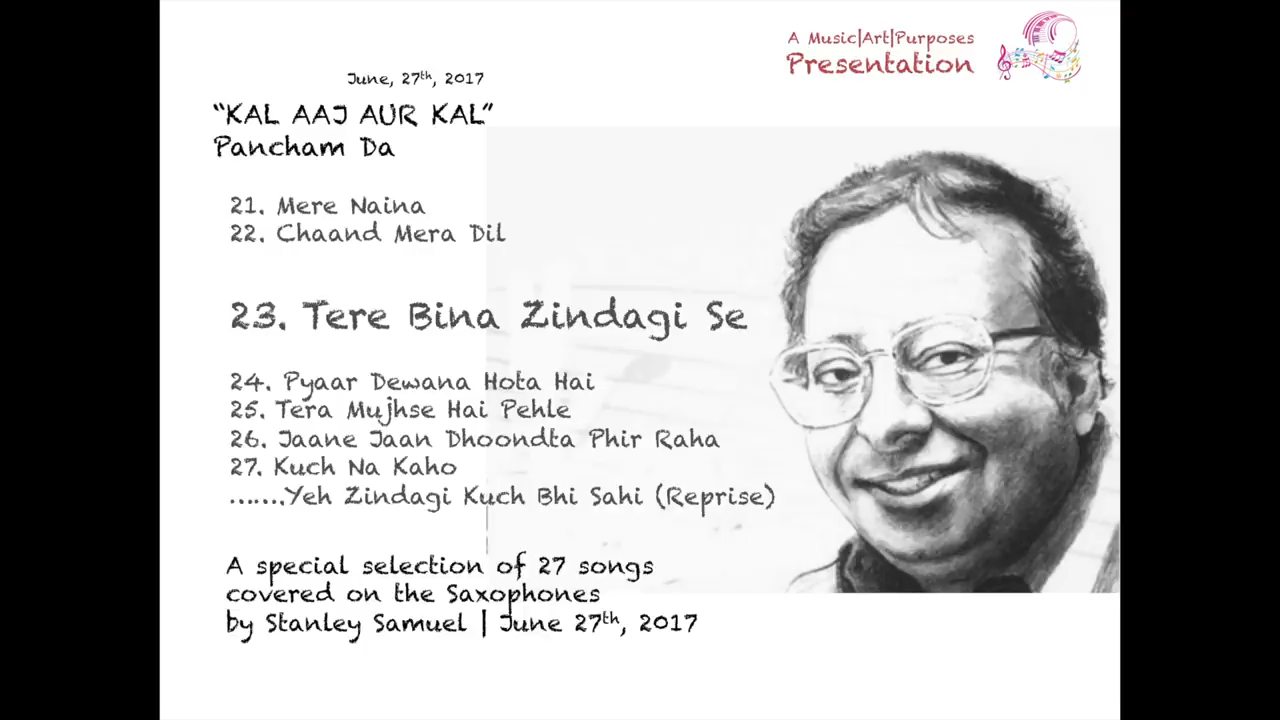 A Music|Art|Purposes
Presentation
June, 27th, 2017
“KAL AAJ AUR KAL”
Pancham Da
21. Mere Naina
22. Chaand Mera Dil
23. Tere Bina Zindagi Se
24. Pyaar Dewana Hota Hai
25. Tera Mujhse Hai Pehle
26. Jaane Jaan Dhoondta Phir Raha
27. Kuch Na Kaho
.......Yeh Zindagi Kuch Bhi Sahi (Reprise)
A special selection of 27 songs
covered on the Saxophones
by Stanley Samuel | June 27th, 2017